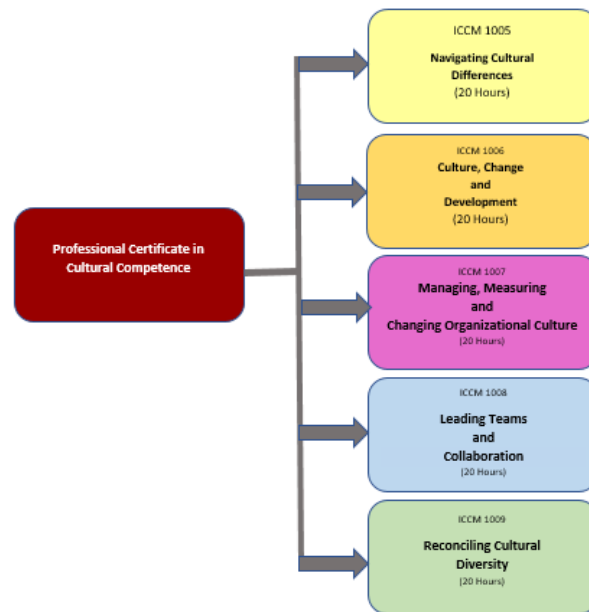 Professional Certificate in
Cultural Competence
ICCM 1005
Navigating Cultural
Differences
(20 Hours)
ICCM 1006
Culture, Change
and
Development
(20 Hours)
ICCM 1007
Managing, Measuring
and
Changing Organizational Culture
(20 Hours)
ICCM 1008
Leading Teams
and
Collaboration
(20 Hours)
ICCM 1009
Reconciling Cultural
Diversity
(20 Hours)